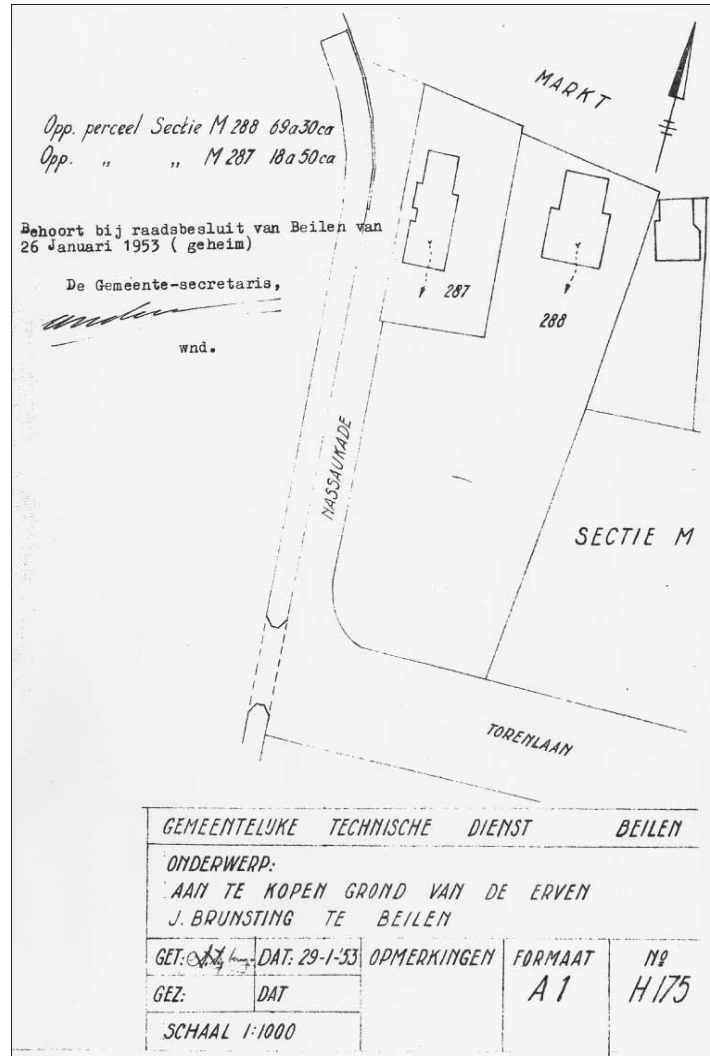 MARKT
Opp. perceel Sectie M 288 69a30ca
Opp. „ „ M 287 18a50ca
Behoort bij raadsbesluit van Beilen van
26 Januari 1953 ( geheim)
De Gemeente-secretaris,
wnd.
287
288
NASSAUKADE
SECTIE M
TORENLAAN
GEMEENTELIJKE TECHNISCHE DIENST BEILEN
ONDERWERP:
AAN TE KOPEN GROND VAN DE ERVEN
J. BRUNSTING TE BEILEN
GET: DAT: 29-1-'53 OPMERKINGEN FORMAAT Nº
GEZ: DAT A1 H175
SCHAAL 1:1000